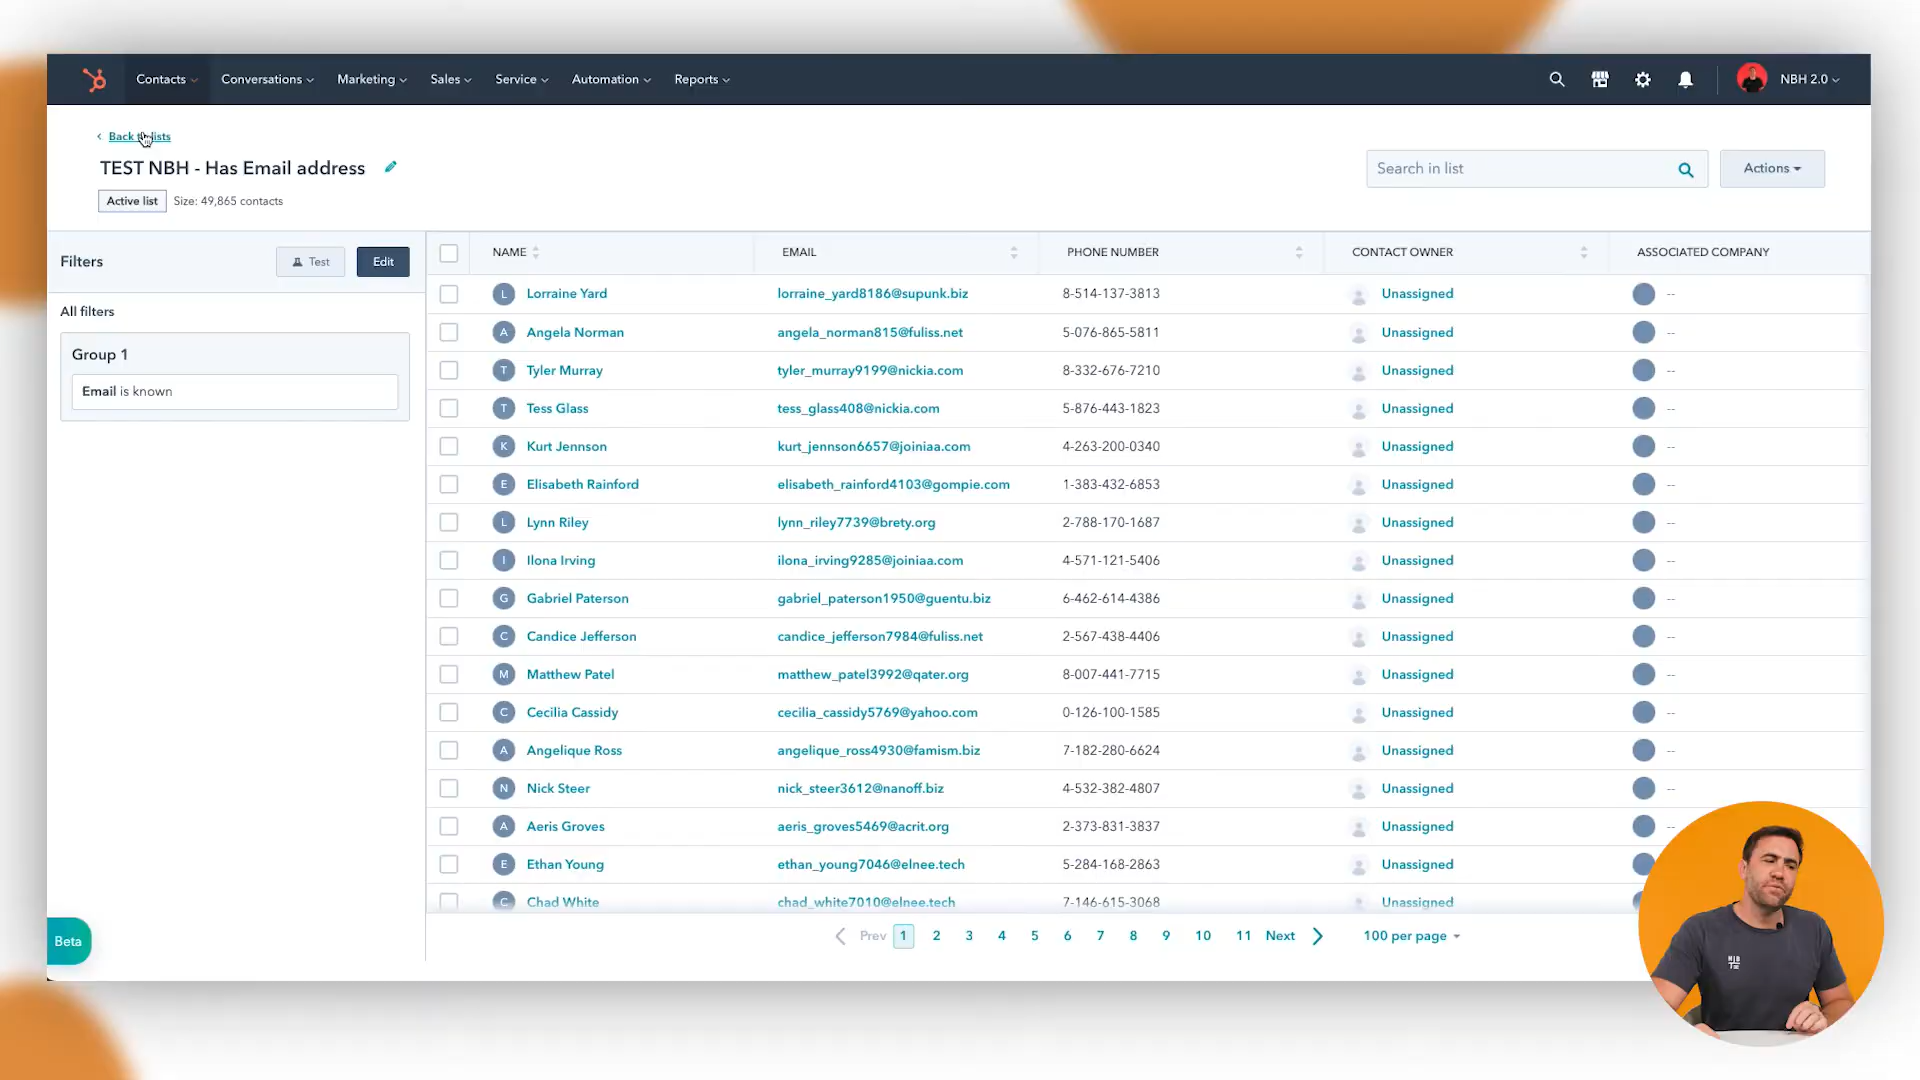 Contacts Conversations Marketing Sales Service Automation Reports NBH 2.0
Back to lists
TEST NBH - Has Email address
Search in list
Actions
Active list Size: 49,865 contacts
Filters Test Edit
NAME EMAIL PHONE NUMBER CONTACT OWNER ASSOCIATED COMPANY
All filters
Group 1
Email is known
L Lorraine Yard lorraine_yard8186@supunk.biz 8-514-137-3813 Unassigned --
A Angela Norman angela_norman815@fuliss.net 5-076-865-5811 Unassigned --
T Tyler Murray tyler_murray9199@nickia.com 8-332-676-7210 Unassigned --
T Tess Glass tess_glass408@nickia.com 5-876-443-1823 Unassigned --
K Kurt Jennson kurt_jennson6657@joiniaa.com 4-263-200-0340 Unassigned --
E Elisabeth Rainford elisabeth_rainford4103@gompie.com 1-383-432-6853 Unassigned --
L Lynn Riley lynn_riley7739@brety.org 2-788-170-1687 Unassigned --
I Ilona Irving ilona_irving9285@joiniaa.com 4-571-121-5406 Unassigned --
G Gabriel Paterson gabriel_paterson1950@guentu.biz 6-462-614-4386 Unassigned --
C Candice Jefferson candice_jefferson7984@fuliss.net 2-567-438-4406 Unassigned --
M Matthew Patel matthew_patel3992@qater.org 8-007-441-7715 Unassigned --
C Cecilia Cassidy cecilia_cassidy5769@yahoo.com 0-126-100-1585 Unassigned --
A Angelique Ross angelique_ross4930@famism.biz 7-182-280-6624 Unassigned --
N Nick Steer nick_steer3612@nanoff.biz 4-532-382-4807 Unassigned --
A Aeris Groves aeris_groves5469@acrit.org 2-373-831-3837 Unassigned --
E Ethan Young ethan_young7046@elnee.tech 5-284-168-2863 Unassigned
C Chad White chad_white7010@elnee.tech 7-146-615-3068 Unassigned
Prev 1 2 3 4 5 6 7 8 9 10 11 Next 100 per page
Beta